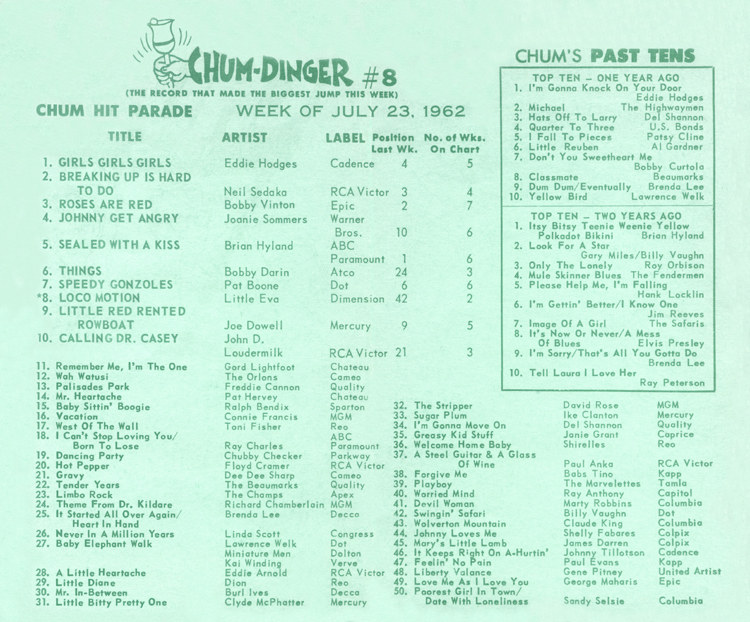 CHUM-DINGER #8
(THE RECORD THAT MADE THE BIGGEST JUMP THIS WEEK)
CHUM HIT PARADE WEEK OF JULY 23, 1962
TITLE ARTIST LABEL Position Last Wk. No. of Wks. On Chart
1. GIRLS GIRLS GIRLS Eddie Hodges Cadence 4 5
2. BREAKING UP IS HARD
TO DO Neil Sedaka RCA Victor 3 4
3. ROSES ARE RED Bobby Vinton Epic 2 7
4. JOHNNY GET ANGRY Joanie Sommers Warner
Bros. 10 6
5. SEALED WITH A KISS Brian Hyland ABC
Paramount 1 6
6. THINGS Bobby Darin Atco 24 3
7. SPEEDY GONZOLES Pat Boone Dot 6 6
*8. LOCO MOTION Little Eva Dimension 42 2
9. LITTLE RED RENTED
ROWBOAT Joe Dowell Mercury 9 5
10. CALLING DR. CASEY John D.
Loudermilk RCA Victor 21 3
11. Remember Me, I'm The One Gord Lightfoot Chateau
12. Wah Watusi The Orlons Cameo
13. Palisades Park Freddie Cannon Quality
14. Mr. Heartache Pat Hervey Chateau
15. Baby Sittin' Boogie Ralph Bendix Sparton
16. Vacation Connie Francis MGM
17. West Of The Wall Toni Fisher Reo
18. I Can't Stop Loving You/ ABC
Born To Lose Ray Charles Paramount
19. Dancing Party Chubby Checker Parkway
20. Hot Pepper Floyd Cramer RCA Victor
21. Gravy Dee Dee Sharp Cameo
22. Tender Years The Beaumarks Quality
23. Limbo Rock The Champs Apex
24. Theme From Dr. Kildare Richard Chamberlain MGM
25. It Started All Over Again/ Brenda Lee Decca
Heart In Hand
26. Never In A Million Years Linda Scott Congress
27. Baby Elephant Walk Lawrence Welk Dot
Miniature Men Dolton
Kai Winding Verve
28. A Little Heartache Eddie Arnold RCA Victor
29. Little Diane Dion Reo
30. Mr. In-Between Burl Ives Decca
31. Little Bitty Pretty One Clyde McPhatter Mercury
32. The Stripper David Rose MGM
33. Sugar Plum Ike Clanton Mercury
34. I'm Gonna Move On Del Shannon Quality
35. Greasy Kid Stuff Janie Grant Caprice
36. Welcome Home Baby Shirelles Reo
37. A Steel Guitar & A Glass
Of Wine Paul Anka RCA Victor
38. Forgive Me Babs Tino Kapp
39. Playboy The Marvelettes Tamla
40. Worried Mind Ray Anthony Capitol
41. Devil Woman Marty Robbins Columbia
42. Swingin' Safari Billy Vaughn Dot
43. Wolverton Mountain Claude King Columbia
44. Johnny Loves Me Shelly Fabares Colpix
45. Mary's Little Lamb James Darren Colpix
46. It Keeps Right On A-Hurtin' Johnny Tillotson Cadence
47. Feelin' No Pain Paul Evans Kapp
48. Liberty Valance Gene Pitney United Artist
49. Love Me As I Love You George Maharis Epic
50. Poorest Girl In Town/
Date With Loneliness Sandy Selsie Columbia
CHUM'S PAST TENS
TOP TEN – ONE YEAR AGO
1. I'm Gonna Knock On Your Door
Eddie Hodges
2. Michael The Highwaymen
3. Hats Off To Larry Del Shannon
4. Quarter To Three U.S. Bonds
5. I Fall To Pieces Patsy Cline
6. Little Reuben Al Gardner
7. Don't You Sweetheart Me
Bobby Curtola
8. Classmate Beaumarks
9. Dum Dum/Eventually Brenda Lee
10. Yellow Bird Lawrence Welk
TOP TEN – TWO YEARS AGO
1. Itsy Bitsy Teenie Weenie Yellow
Polkadot Bikini Brian Hyland
2. Look For A Star
Gary Miles/Billy Vaughn
3. Only The Lonely Roy Orbison
4. Mule Skinner Blues The Fendermen
5. Please Help Me, I'm Falling
Hank Locklin
6. I'm Gettin' Better/I Know One
Jim Reeves
7. Image Of A Girl The Safaris
8. It's Now Or Never/A Mess
Of Blues Elvis Presley
9. I'm Sorry/That's All You Gotta Do
Brenda Lee
10. Tell Laura I Love Her
Ray Peterson